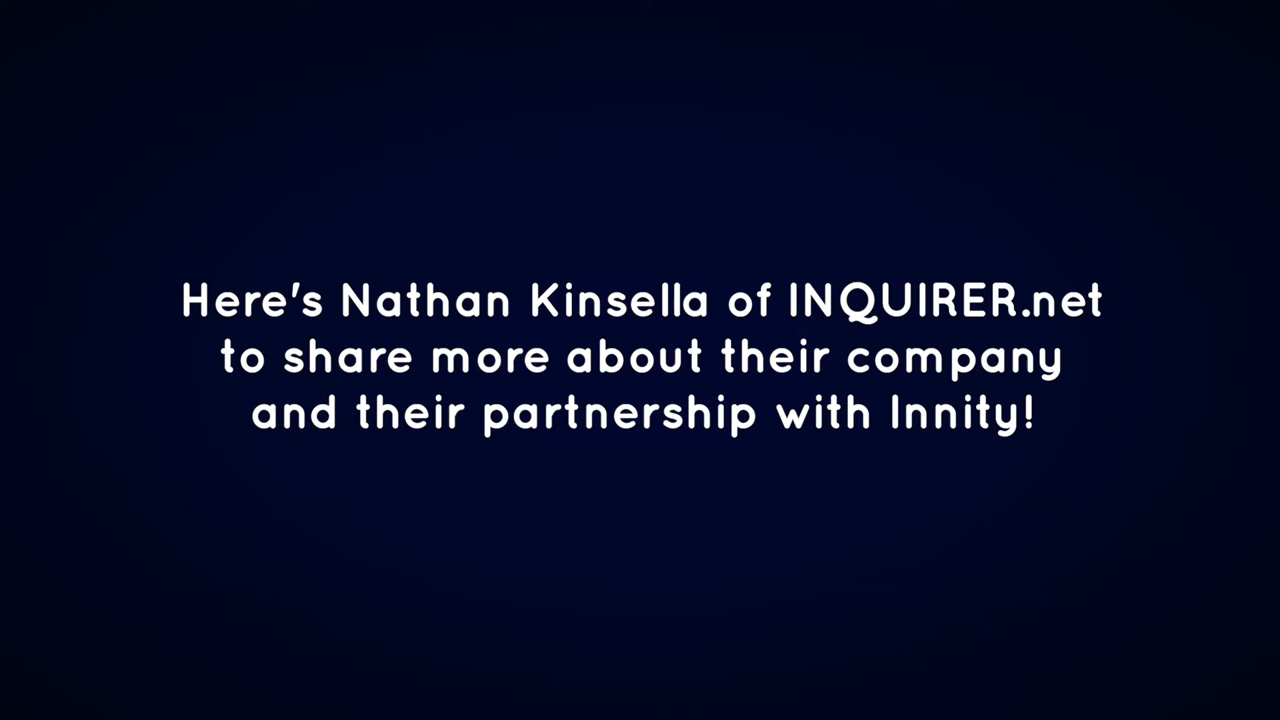 Here's Nathan Kinsella of INQUIRER.net
to share more about their company
and their partnership with Innity!